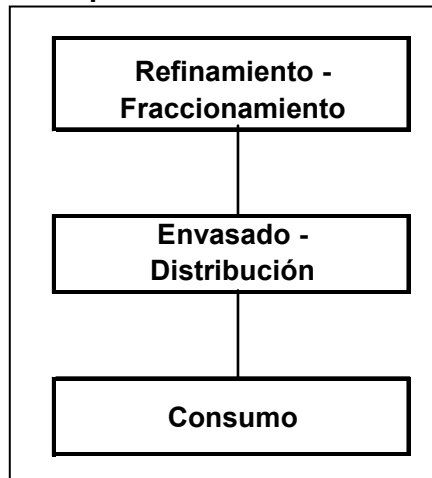 Refinamiento -
Fraccionamiento
Envasado -
Distribución
Consumo